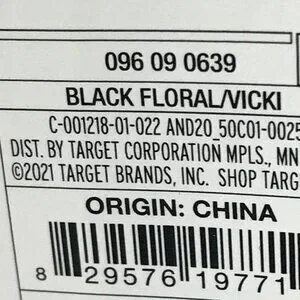 096 09 0639
BLACK FLORAL/VICKI
C-001218-01-022 AND20_50C01-0025
DIST. BY TARGET CORPORATION MPLS., MN
©2021 TARGET BRANDS, INC. SHOP TARG
ORIGIN: CHINA
8 29576 19771